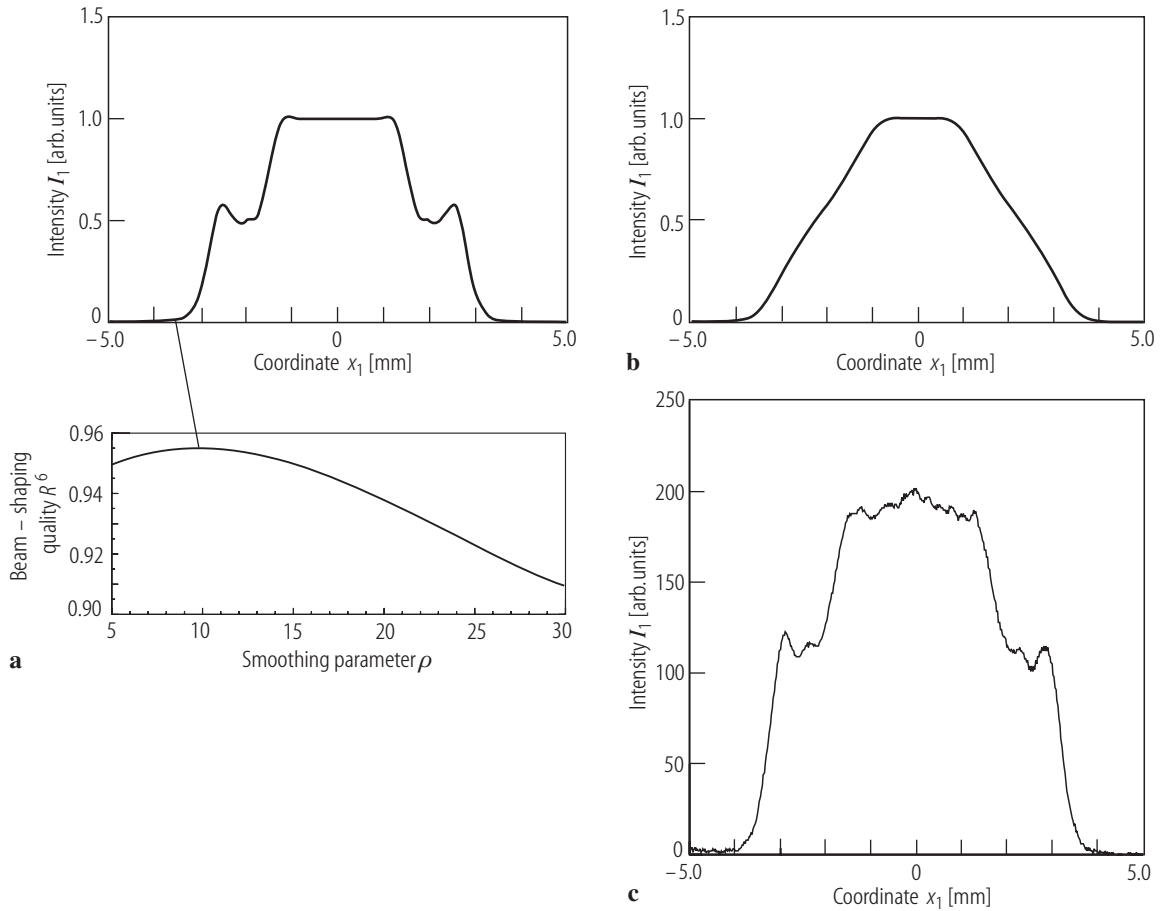 1.5
1.0
0.5
0
Intensity I₁ [arb.units]
−5.0 0 5.0
Coordinate x₁ [mm]
0.96
0.94
0.92
0.90
Beam – shaping
quality R⁶
5 10 15 20 25 30
Smoothing parameter ρ
a
1.5
1.0
0.5
0
Intensity I₁ [arb.units]
−5.0 0 5.0
Coordinate x₁ [mm]
b
250
200
150
100
50
0
Intensity I₁ [arb.units]
−5.0 0 5.0
Coordinate x₁ [mm]
c